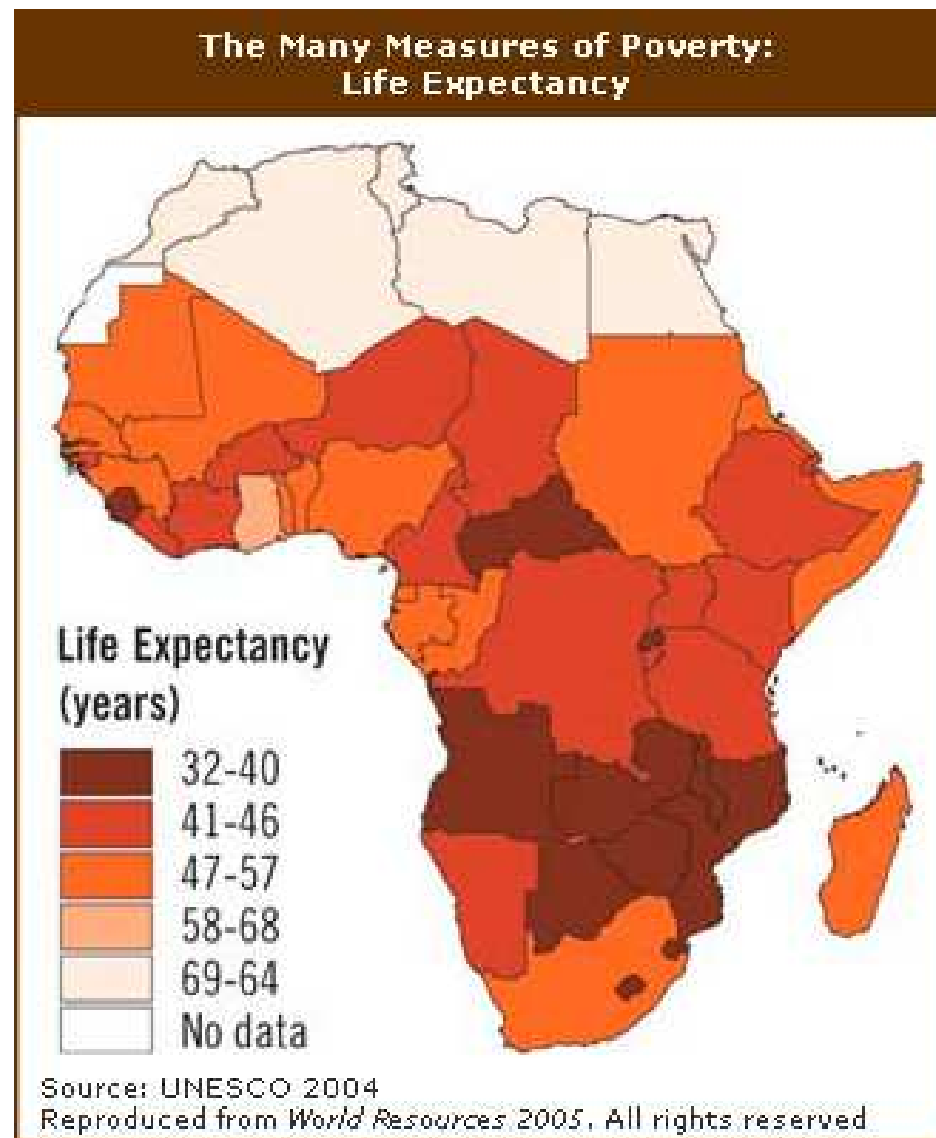 The Many Measures of Poverty:
Life Expectancy
Life Expectancy
(years)
32-40
41-46
47-57
58-68
69-64
No data
Source: UNESCO 2004
Reproduced from World Resources 2005. All rights reserved